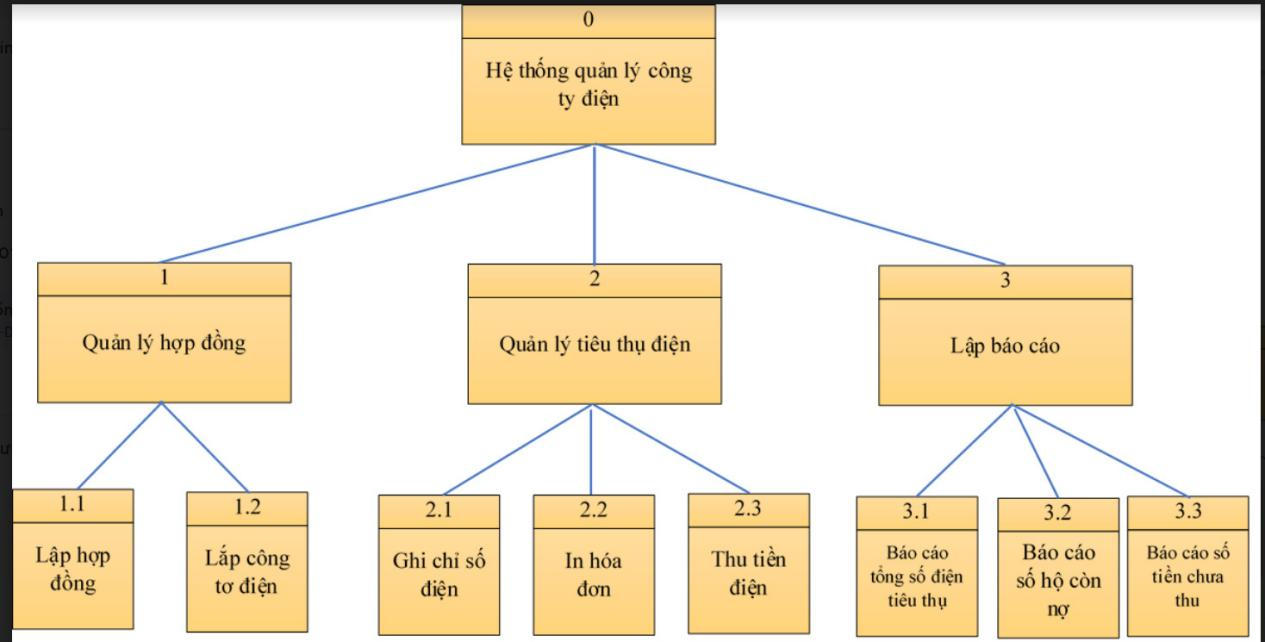 0
Hệ thống quản lý công
ty điện
1
Quản lý hợp đồng
2
Quản lý tiêu thụ điện
3
Lập báo cáo
1.1
Lập hợp
đồng
1.2
Lắp công
tơ điện
2.1
Ghi chỉ số
điện
2.2
In hóa
đơn
2.3
Thu tiền
điện
3.1
Báo cáo
tổng số điện
tiêu thụ
3.2
Báo cáo
số hộ còn
nợ
3.3
Báo cáo số
tiền chưa
thu